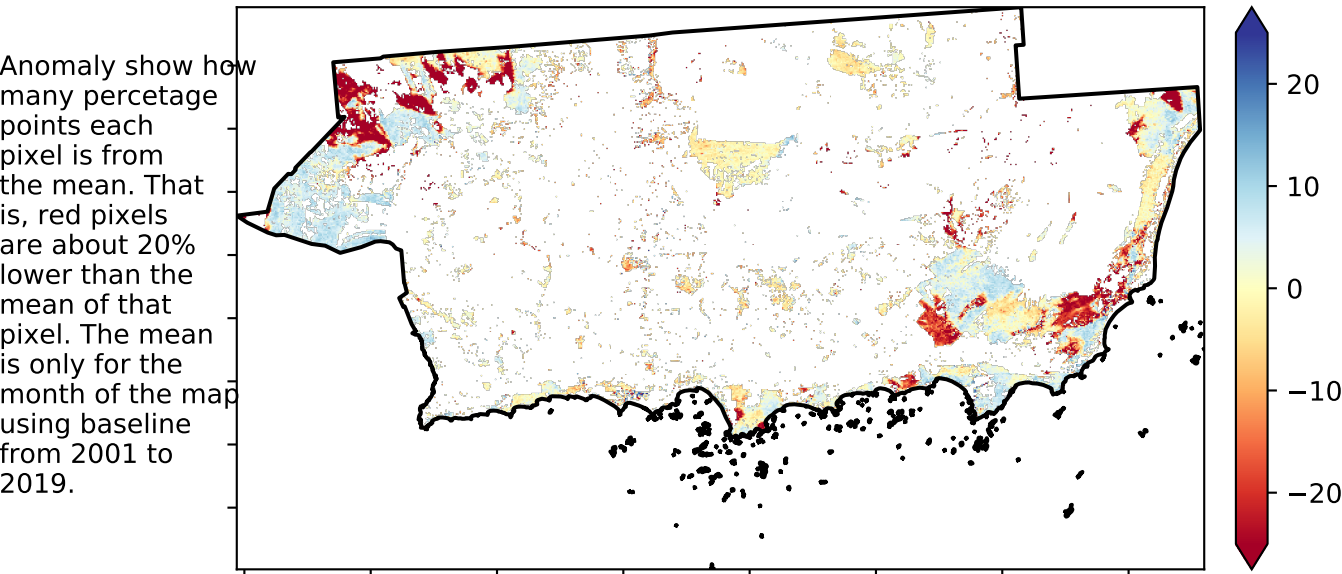 Anomaly show how
many percetage
points each
pixel is from
the mean. That
is, red pixels
are about 20%
lower than the
mean of that
pixel. The mean
is only for the
month of the map
using baseline
from 2001 to
2019.
20
10
0
−10
−20